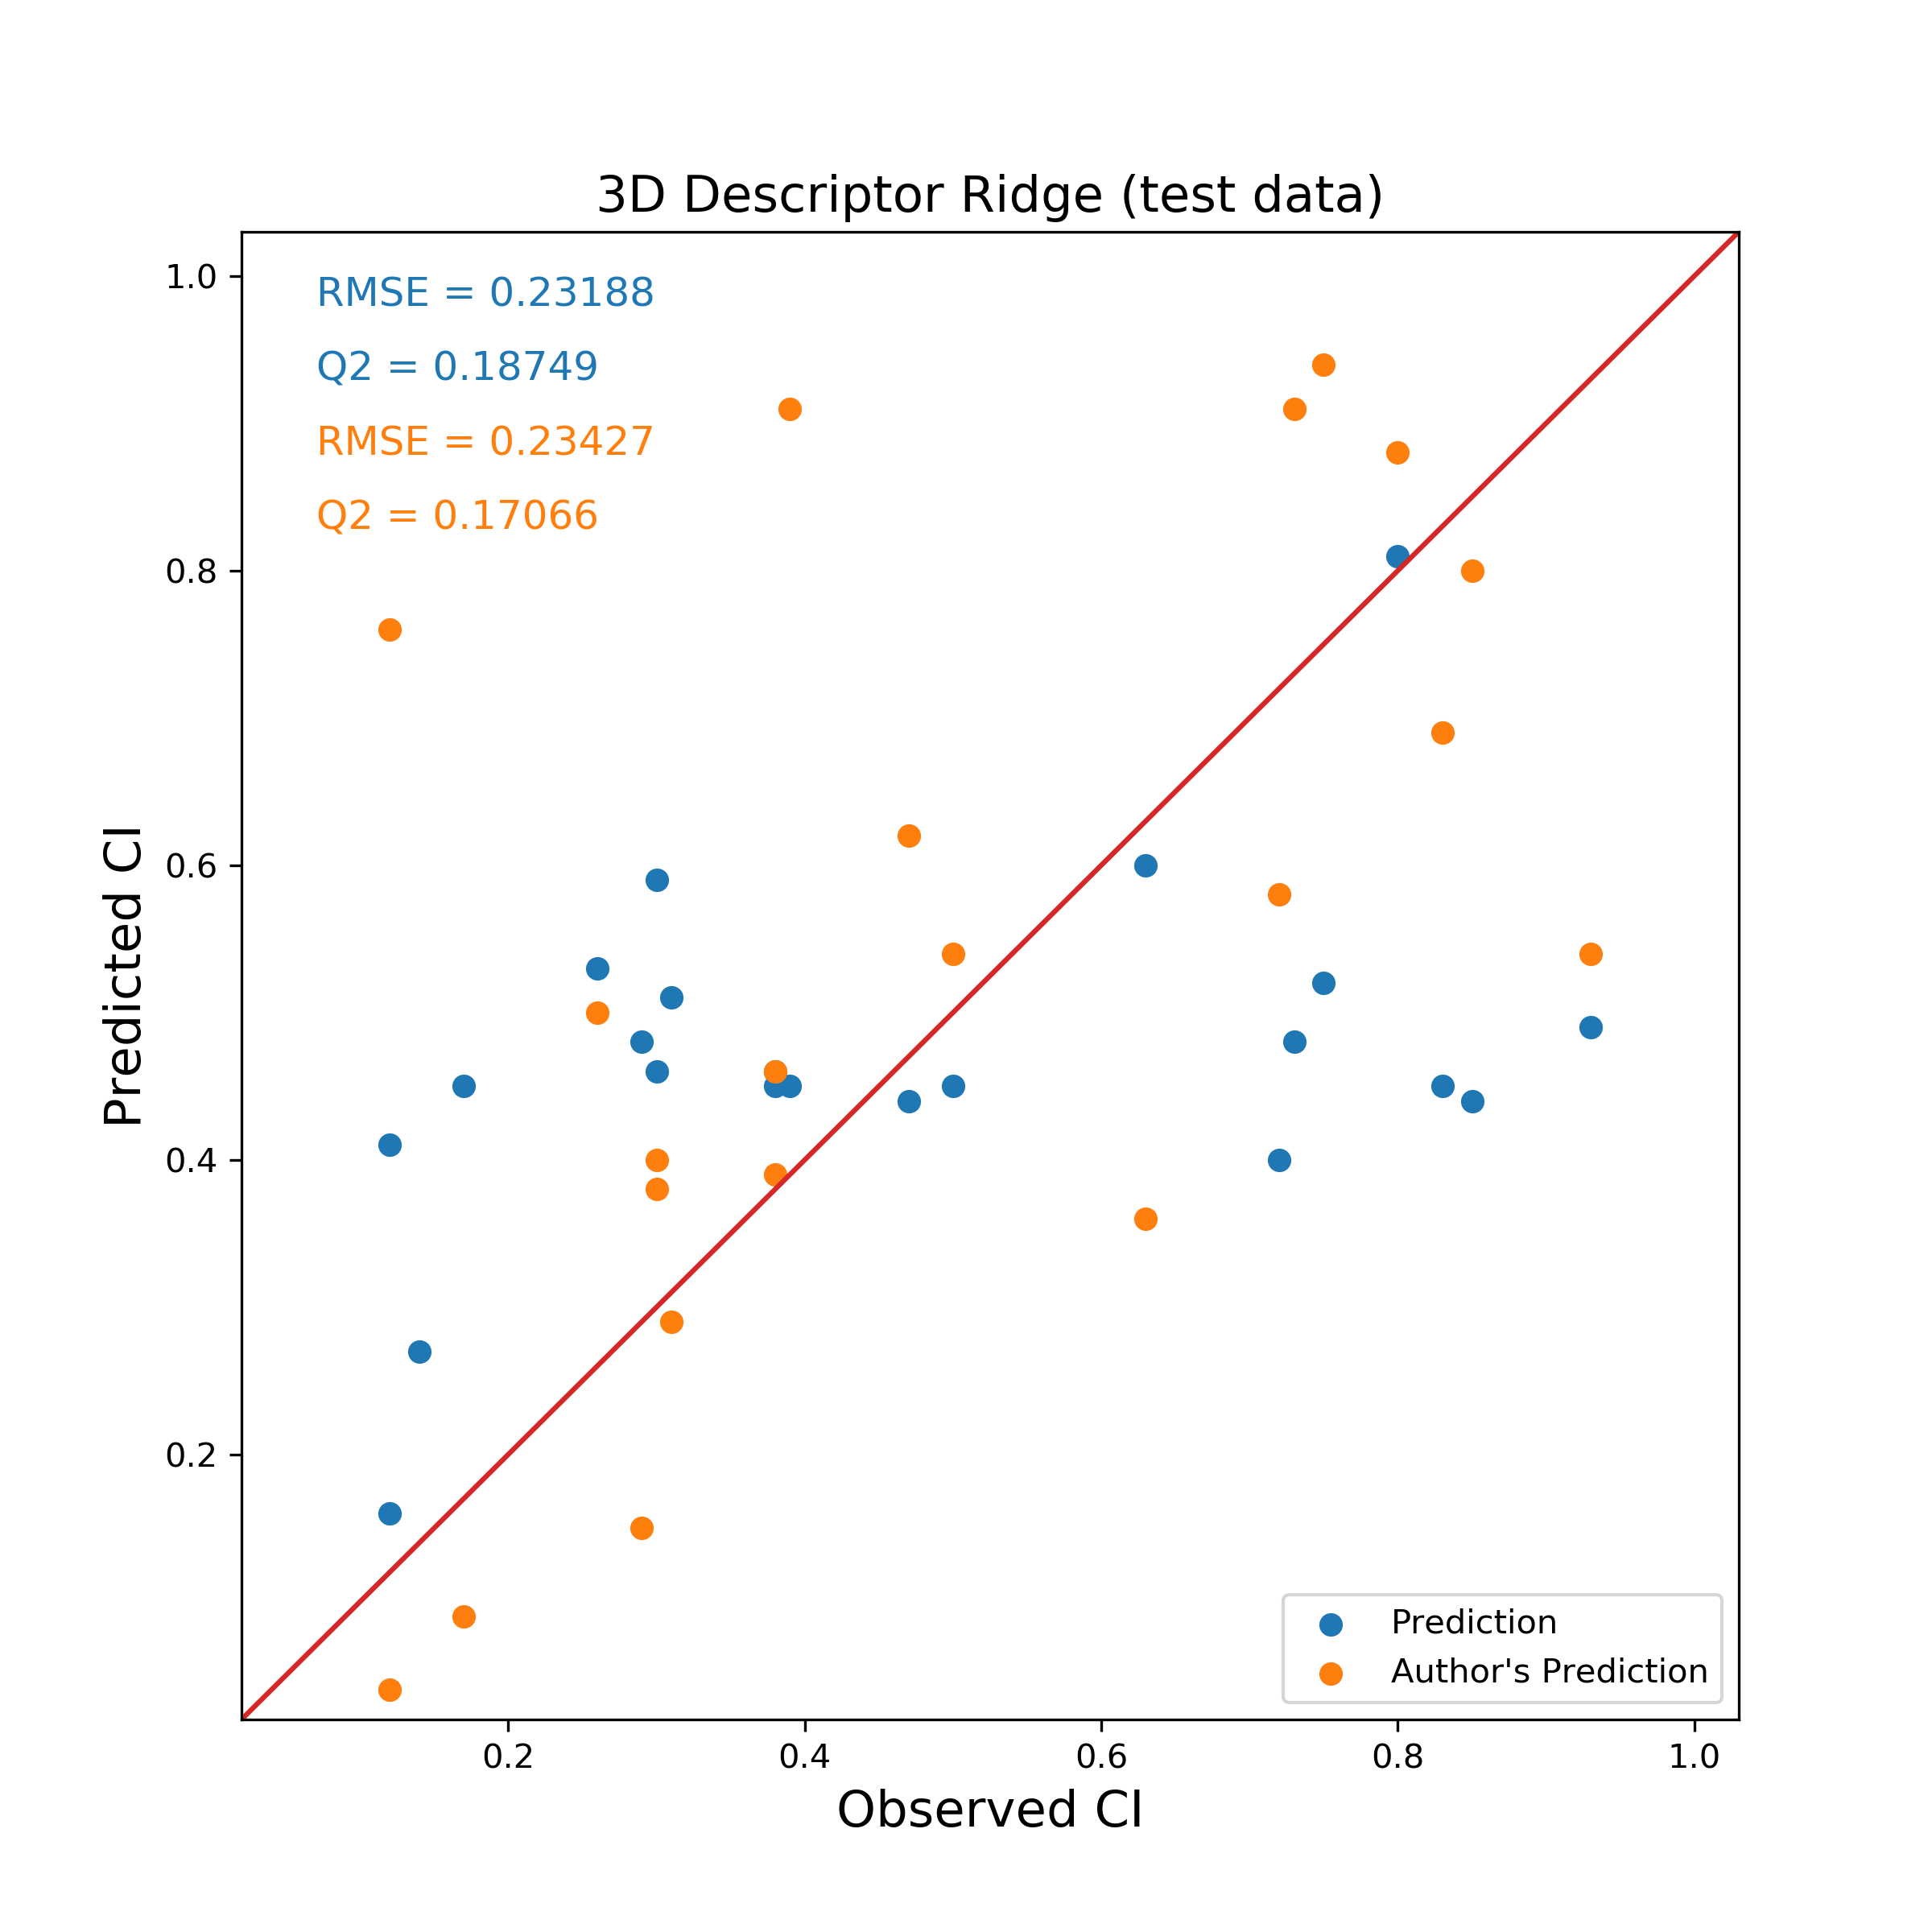 3D Descriptor Ridge (test data)
RMSE = 0.23188
Q2 = 0.18749
RMSE = 0.23427
Q2 = 0.17066
1.0
0.8
0.6
0.4
0.2
Predicted CI
Prediction
Author's Prediction
0.2 0.4 0.6 0.8 1.0
Observed CI